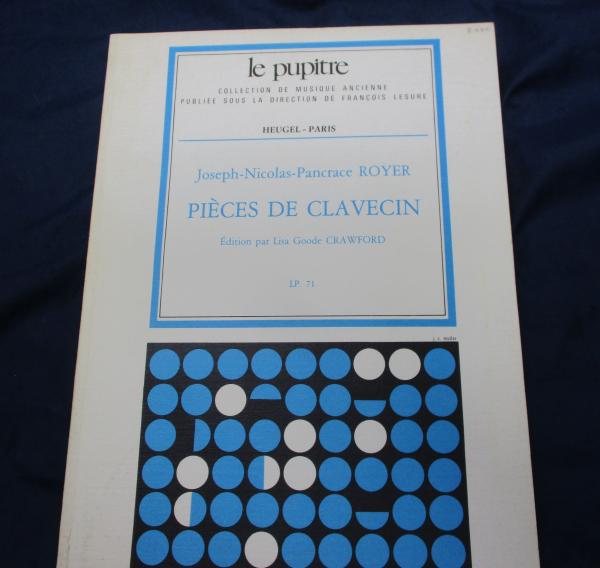 le pupitre
COLLECTION DE MUSIQUE ANCIENNE
PUBLIÉE SOUS LA DIRECTION DE FRANÇOIS LESURE
HEUGEL - PARIS
Joseph-Nicolas-Pancrace ROYER
PIÈCES DE CLAVECIN
Édition par Lisa Goode CRAWFORD
LP 71